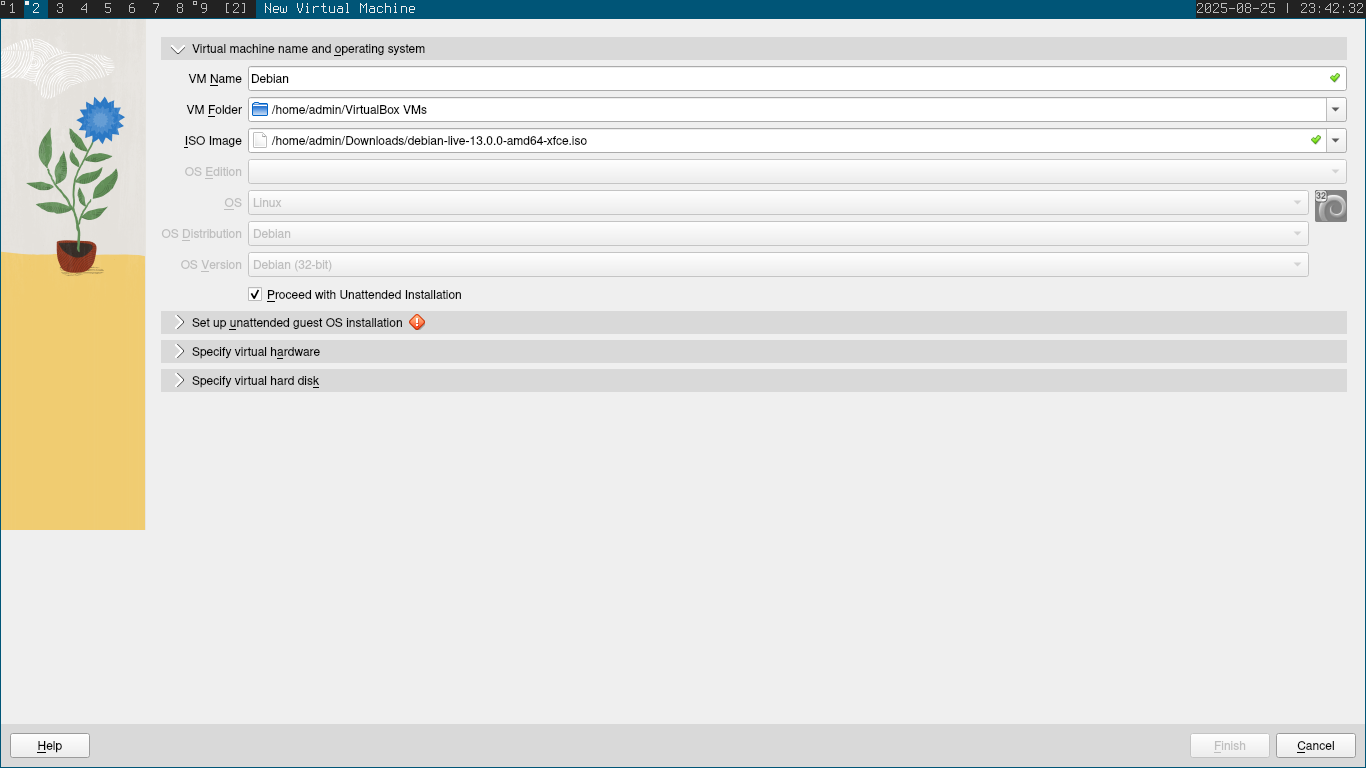 1 2 3 4 5 6 7 8 9 [2] New Virtual Machine 2025-08-25 | 23:42:32
Virtual machine name and operating system
VM Name Debian
VM Folder /home/admin/VirtualBox VMs
ISO Image /home/admin/Downloads/debian-live-13.0.0-amd64-xfce.iso
OS Edition
OS Linux 32
OS Distribution Debian
OS Version Debian (32-bit)
Proceed with Unattended Installation
Set up unattended guest OS installation
Specify virtual hardware
Specify virtual hard disk
Help Finish Cancel